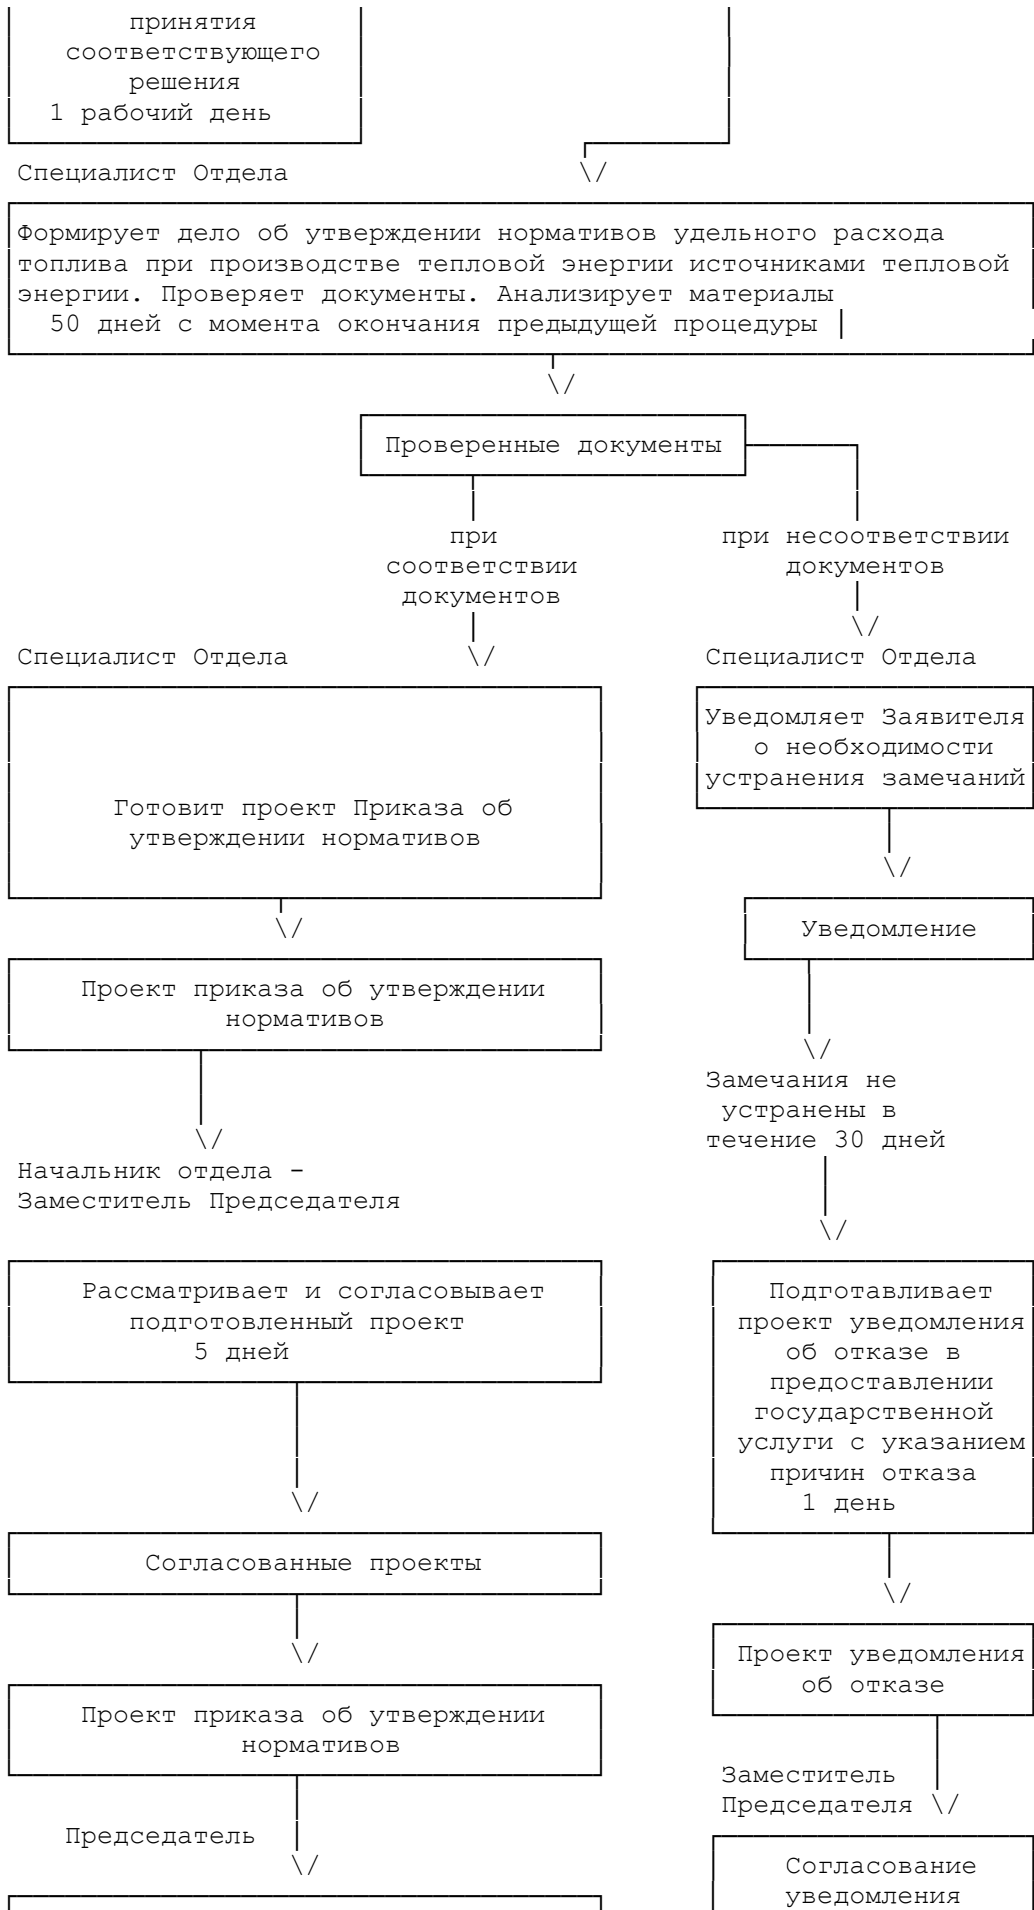 принятия
соответствующего
решения
1 рабочий день
Специалист Отдела
\/
Формирует дело об утверждении нормативов удельного расхода
топлива при производстве тепловой энергии источниками тепловой
энергии. Проверяет документы. Анализирует материалы
50 дней с момента окончания предыдущей процедуры
\/
Проверенные документы
при
соответствии
документов
\/
при несоответствии
документов
\/
Специалист Отдела
Готовит проект Приказа об
утверждении нормативов
\/
Проект приказа об утверждении
нормативов
\/
Начальник отдела -
Заместитель Председателя
Рассматривает и согласовывает
подготовленный проект
5 дней
\/
Согласованные проекты
\/
Проект приказа об утверждении
нормативов
Председатель
\/
Специалист Отдела
Уведомляет Заявителя
о необходимости
устранения замечаний
\/
Уведомление
\/
Замечания не
устранены в
течение 30 дней
\/
Подготавливает
проект уведомления
об отказе в
предоставлении
государственной
услуги с указанием
причин отказа
1 день
\/
Проект уведомления
об отказе
Заместитель
Председателя \/
Согласование
уведомления